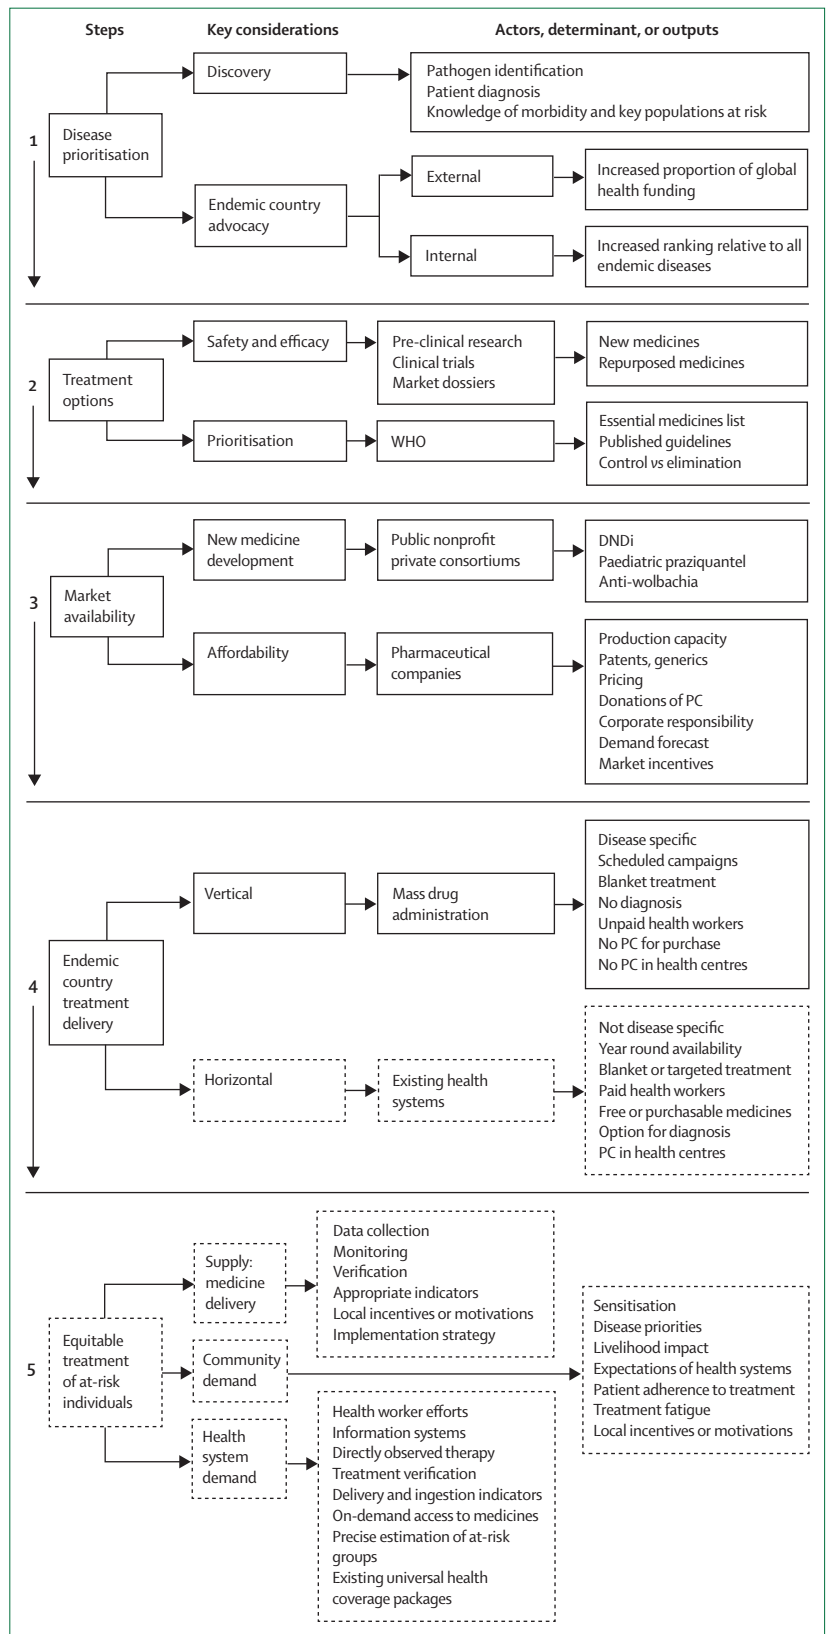 Steps
Key considerations
Actors, determinant, or outputs
1
Disease
prioritisation
Discovery
Pathogen identification
Patient diagnosis
Knowledge of morbidity and key populations at risk
Endemic country
advocacy
External
Increased proportion of global
health funding
Internal
Increased ranking relative to all
endemic diseases
2
Treatment
options
Safety and efficacy
Pre-clinical research
Clinical trials
Market dossiers
New medicines
Repurposed medicines
Prioritisation
WHO
Essential medicines list
Published guidelines
Control vs elimination
3
Market
availability
New medicine
development
Public nonprofit
private consortiums
DNDi
Paediatric praziquantel
Anti-wolbachia
Affordability
Pharmaceutical
companies
Production capacity
Patents, generics
Pricing
Donations of PC
Corporate responsibility
Demand forecast
Market incentives
4
Endemic
country
treatment
delivery
Vertical
Mass drug
administration
Disease specific
Scheduled campaigns
Blanket treatment
No diagnosis
Unpaid health workers
No PC for purchase
No PC in health centres
Horizontal
Existing health
systems
Not disease specific
Year round availability
Blanket or targeted treatment
Paid health workers
Free or purchasable medicines
Option for diagnosis
PC in health centres
5
Equitable
treatment
of at-risk
individuals
Supply:
medicine
delivery
Data collection
Monitoring
Verification
Appropriate indicators
Local incentives or motivations
Implementation strategy
Community
demand
Sensitisation
Disease priorities
Livelihood impact
Expectations of health systems
Patient adherence to treatment
Treatment fatigue
Local incentives or motivations
Health
system
demand
Health worker efforts
Information systems
Directly observed therapy
Treatment verification
Delivery and ingestion indicators
On-demand access to medicines
Precise estimation of at-risk
groups
Existing universal health
coverage packages